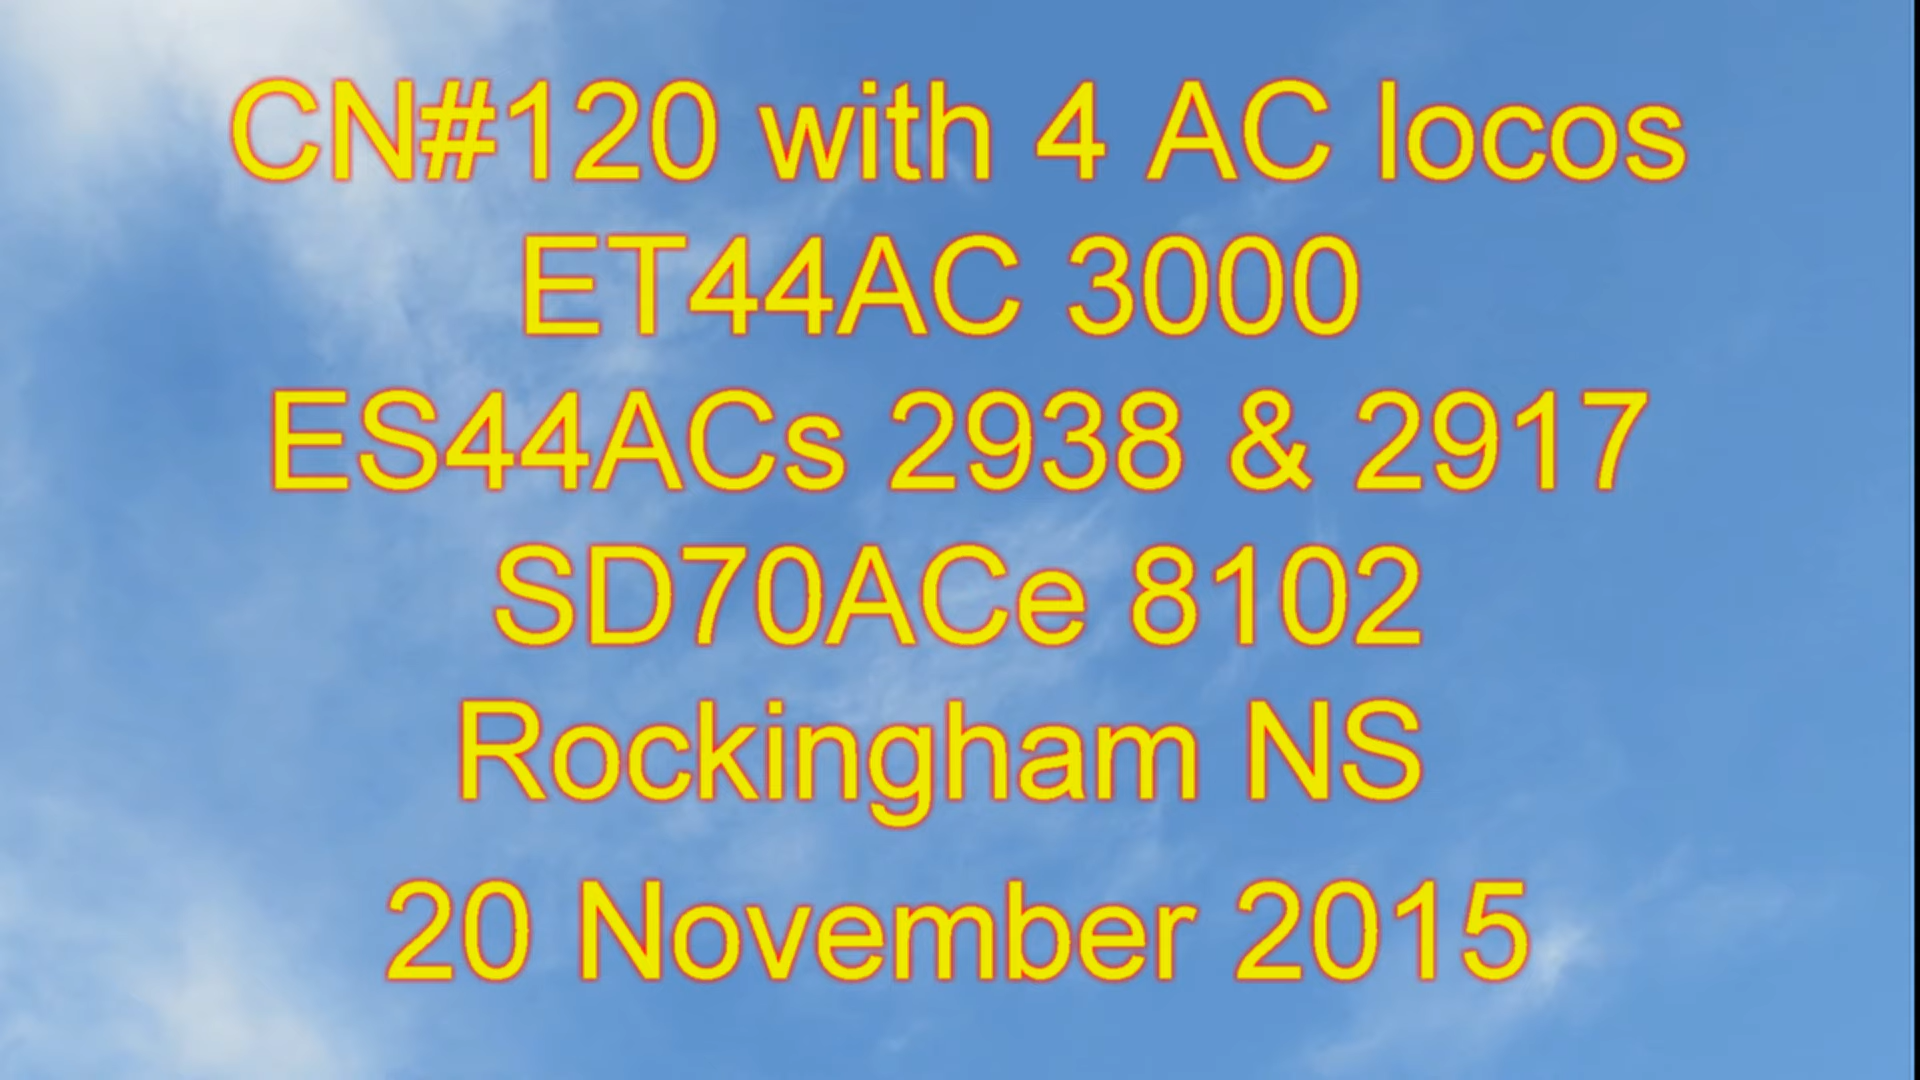 CN#120 with 4 AC locos
ET44AC 3000
ES44ACs 2938 & 2917
SD70ACe 8102
Rockingham NS
20 November 2015